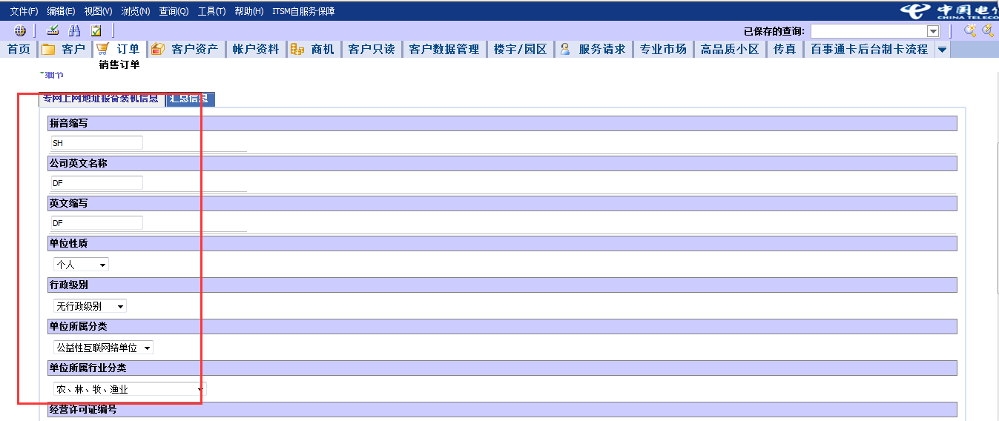 文件(F) 编辑(E) 视图(V) 浏览(N) 查询(Q) 工具(T) 帮助(H) ITSM自服务保障
中国电信
CHINA TELECO
已保存的查询:
首页 客户 订单 客户资产 帐户资料 商机 客户只读 客户数据管理 楼宇/园区 服务请求 专业市场 高品质小区 传真 百事通卡后台制卡流程
销售订单
细节
专网上网地址报备装机信息 汇总信息
拼音缩写
SH
公司英文名称
DF
英文缩写
DF
单位性质
个人
行政级别
无行政级别
单位所属分类
公益性互联网络单位
单位所属行业分类
农、林、牧、渔业
经营许可证编号